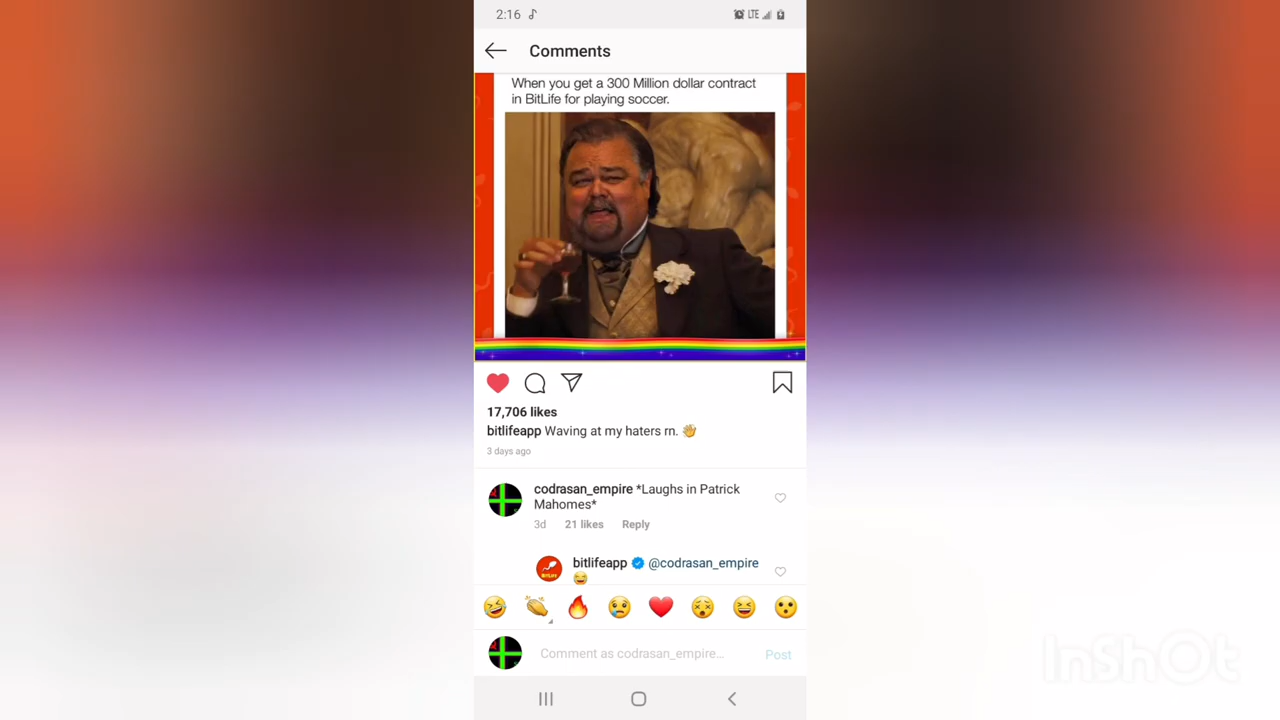 2:16
LTE
Comments
When you get a 300 Million dollar contract
in BitLife for playing soccer.
17,706 likes
bitlifeapp Waving at my haters rn. 👋
3 days ago
codrasan_empire *Laughs in Patrick
Mahomes*
3d 21 likes Reply
bitlifeapp @codrasan_empire
😂
BitLife
Comment as codrasan_empire...
Post
InShOt